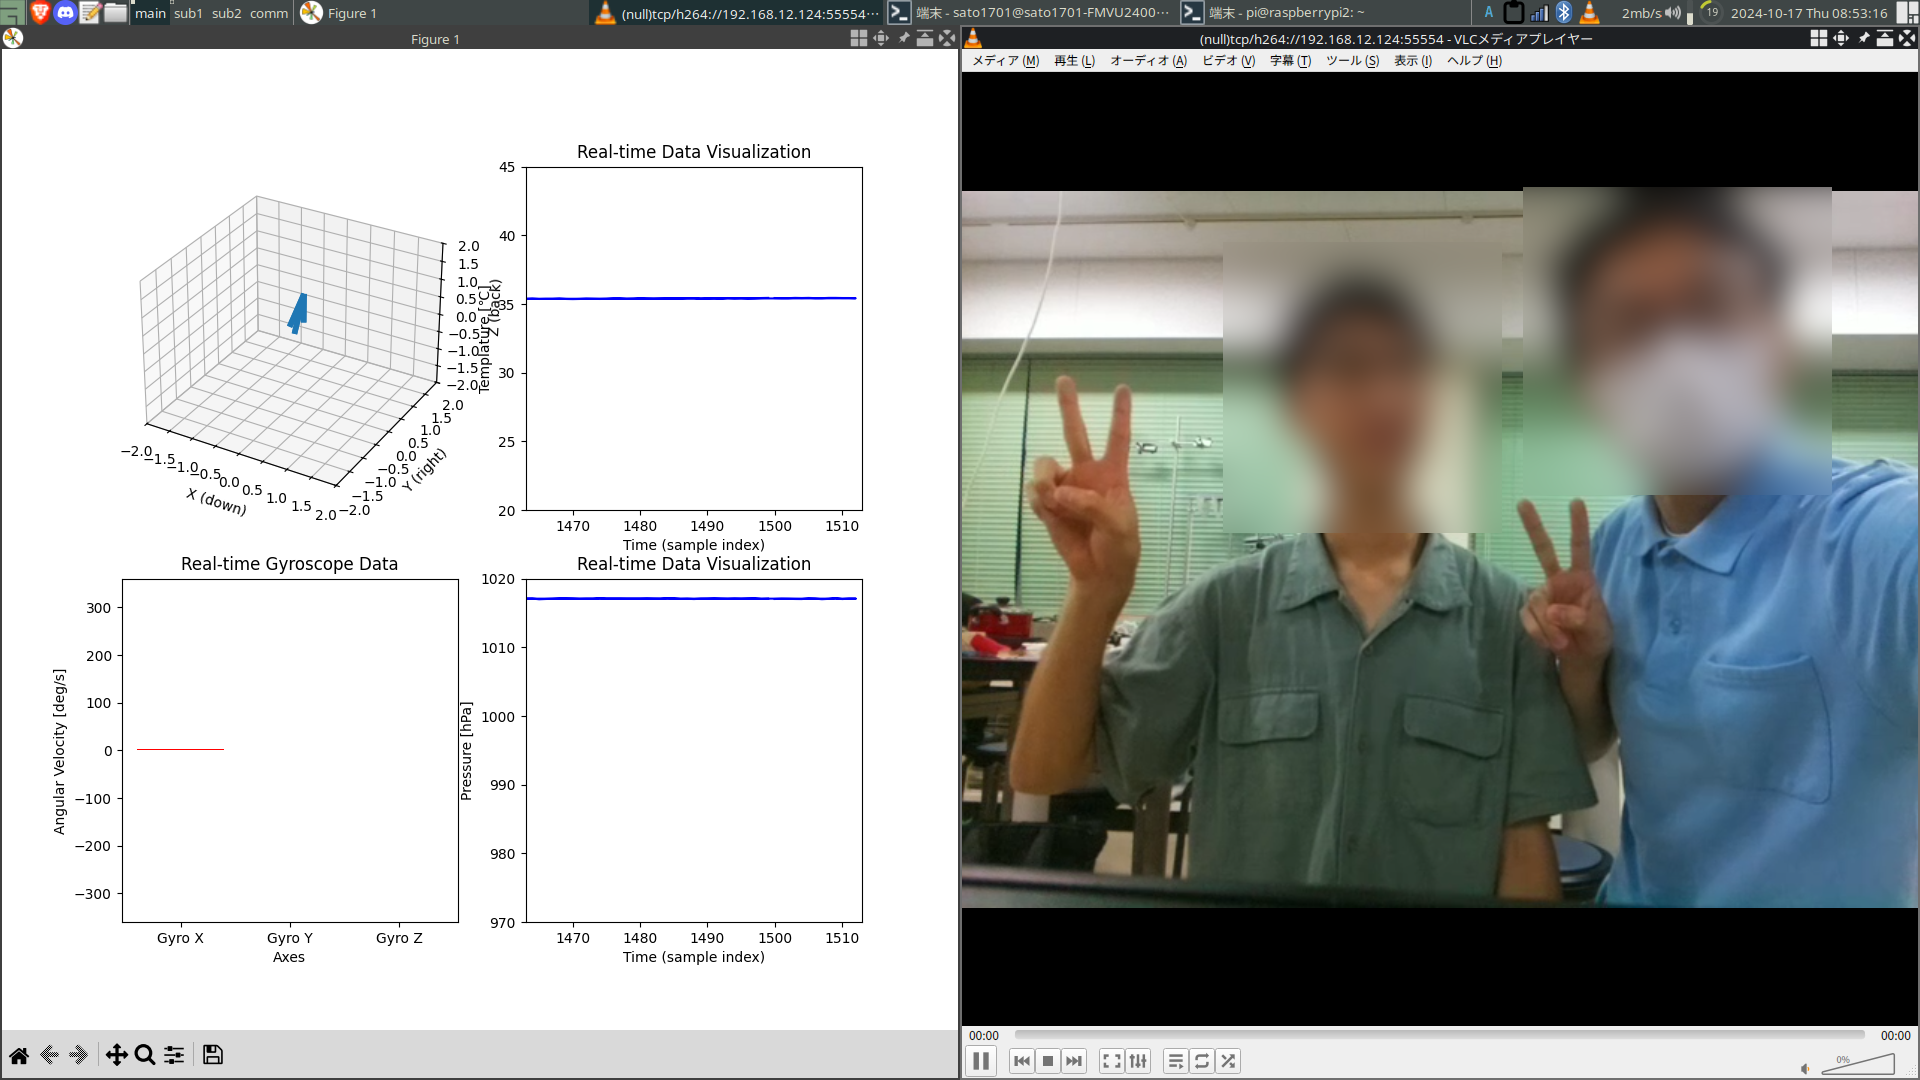 main sub1 sub2 comm
Figure 1
(null)tcp/h264://192.168.12.124:55554…
端末 - sato1701@sato1701-FMVU2400…
端末 - pi@raspberrypi2: ~
A
2mb/s
19
2024-10-17 Thu 08:53:16
Figure 1
(null)tcp/h264://192.168.12.124:55554 - VLCメディアプレイヤー
メディア (M) 再生 (L) オーディオ (A) ビデオ (V) 字幕 (T) ツール (S) 表示 (I) ヘルプ (H)
2.0
1.5
1.0
0.5
0.0
−0.5
−1.0
−1.5
−2.0
Z (back)
2.0
1.5
1.0
0.5
0.0
−0.5
−1.0
−1.5
−2.0
Y (right)
−2.0
−1.5
−1.0
−0.5
0.0
0.5
1.0
1.5
2.0
X (down)
Real-time Data Visualization
45
40
35
30
25
20
Templature [°C]
1470 1480 1490 1500 1510
Time (sample index)
Real-time Gyroscope Data
300
200
100
0
−100
−200
−300
Angular Velocity [deg/s]
Gyro X Gyro Y Gyro Z
Axes
Real-time Data Visualization
1020
1010
1000
990
980
970
Pressure [hPa]
1470 1480 1490 1500 1510
Time (sample index)
00:00
00:00
0%